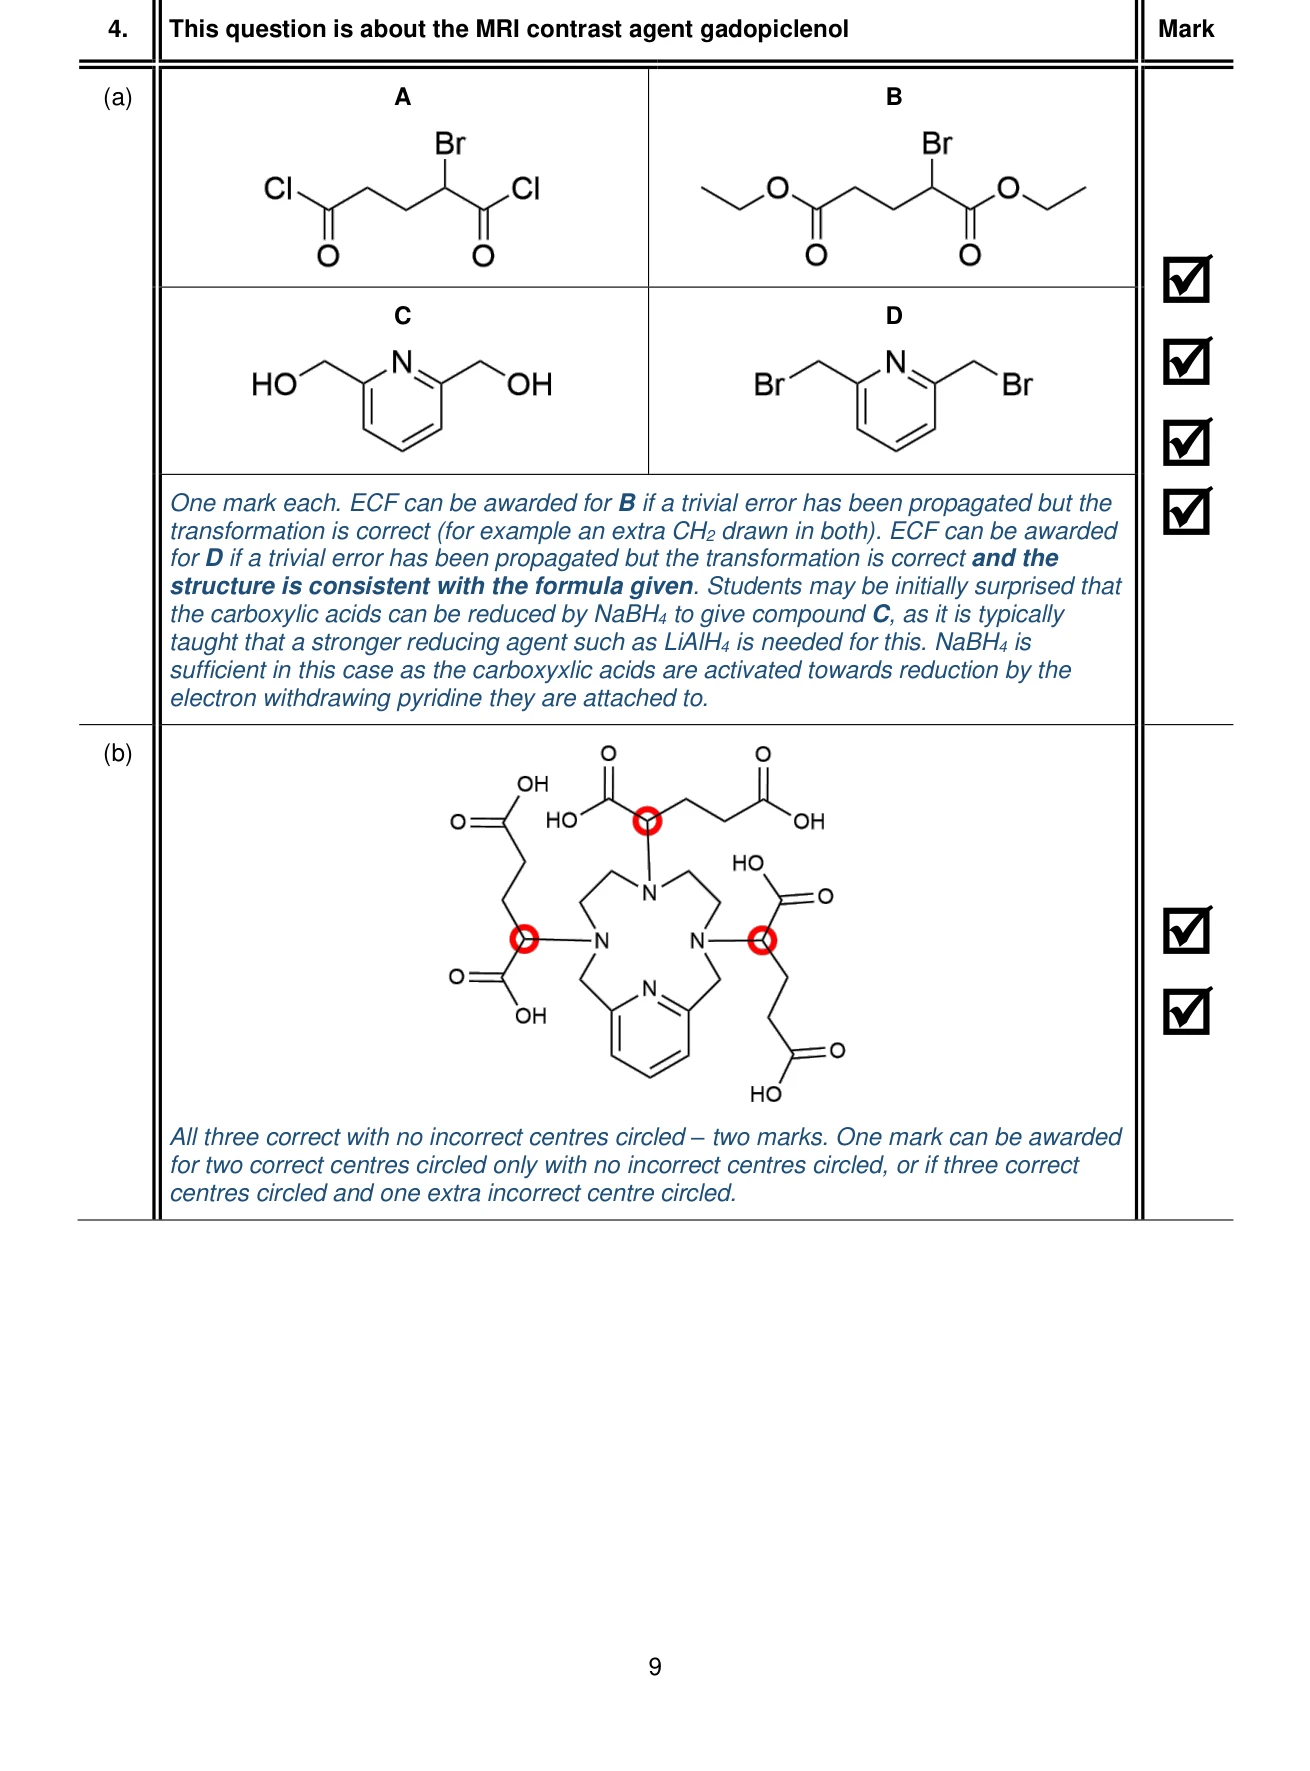 4. This question is about the MRI contrast agent gadopiclenol Mark
(a) A B
Br Br
Cl Cl O O
O O O O
C D
N N
HO OH Br Br
One mark each. ECF can be awarded for B if a trivial error has been propagated but the
transformation is correct (for example an extra CH2 drawn in both). ECF can be awarded
for D if a trivial error has been propagated but the transformation is correct and the
structure is consistent with the formula given. Students may be initially surprised that
the carboxylic acids can be reduced by NaBH4 to give compound C, as it is typically
taught that a stronger reducing agent such as LiAlH4 is needed for this. NaBH4 is
sufficient in this case as the carboxyxlic acids are activated towards reduction by the
electron withdrawing pyridine they are attached to.
(b)
O O
OH
O HO OH
HO
N O
N N
O N
OH
O
HO
All three correct with no incorrect centres circled – two marks. One mark can be awarded
for two correct centres circled only with no incorrect centres circled, or if three correct
centres circled and one extra incorrect centre circled.
9